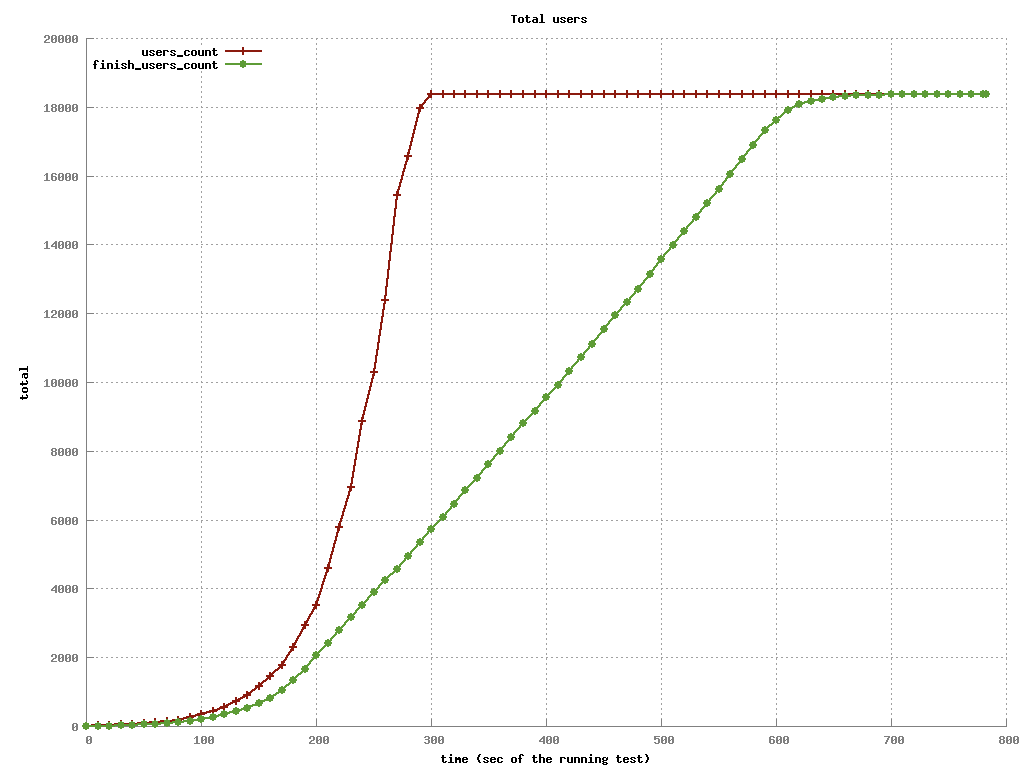 Total users
20000
users_count
finish_users_count
18000
16000
14000
12000
total
10000
8000
6000
4000
2000
0
0 100 200 300 400 500 600 700 800
time (sec of the running test)